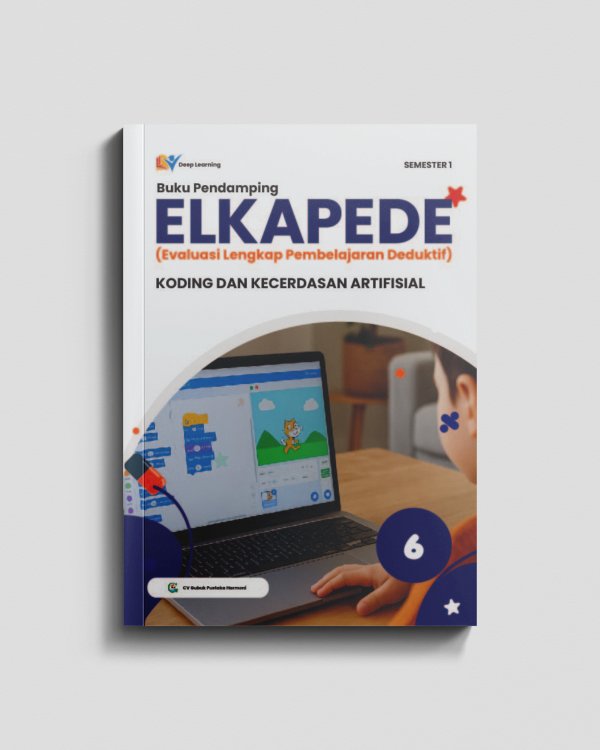 Deep Learning
SEMESTER 1
Buku Pendamping
ELKAPEDE
(Evaluasi Lengkap Pembelajaran Deduktif)
KODING DAN KECERDASAN ARTIFISIAL
6
CV Bubuk Pustaka Harmoni